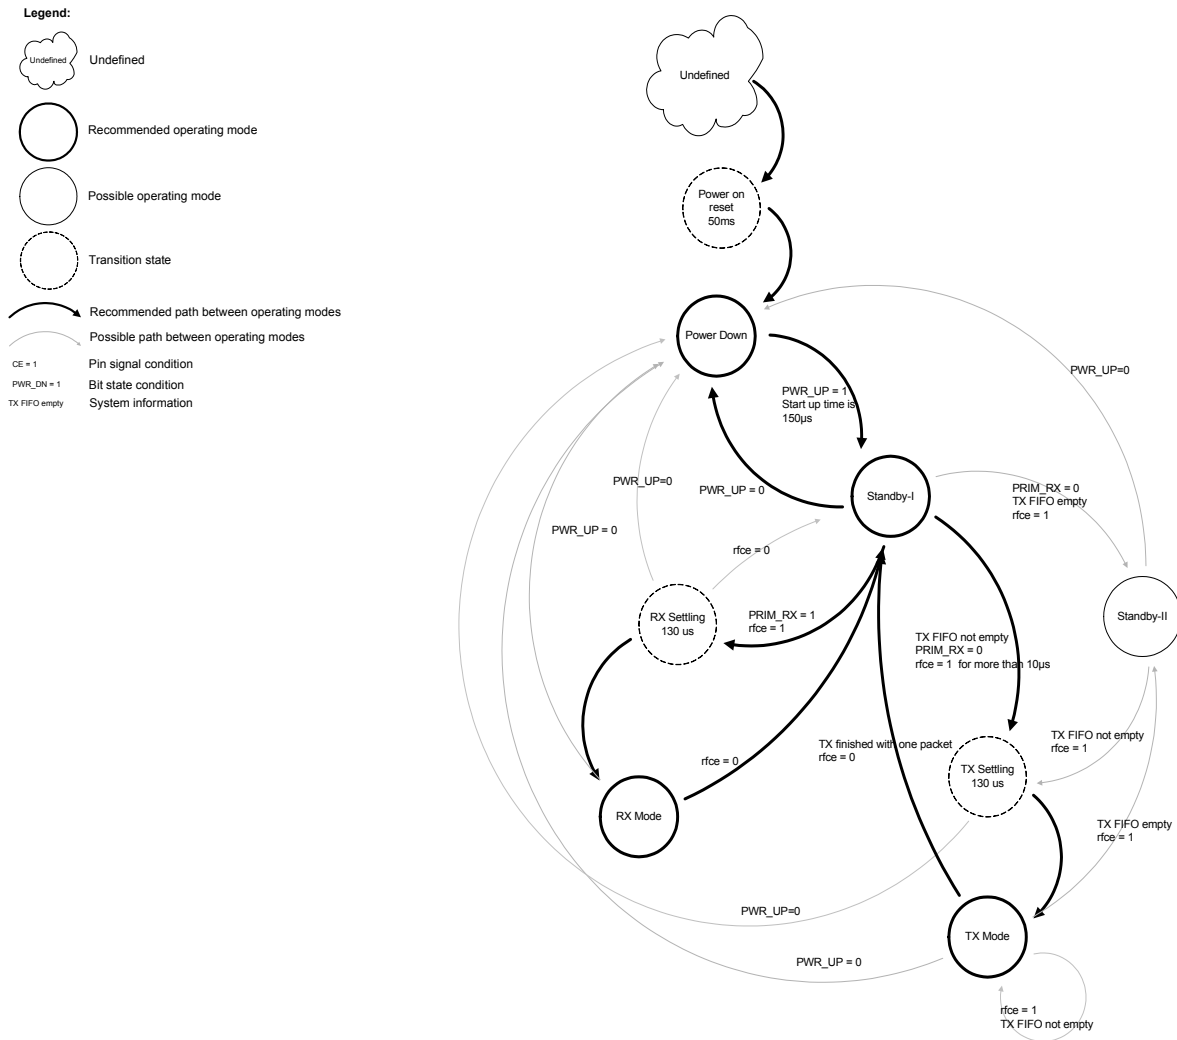 Legend:
Undefined
Undefined
Recommended operating mode
Possible operating mode
Transition state
Recommended path between operating modes
Possible path between operating modes
CE = 1
Pin signal condition
PWR_DN = 1
Bit state condition
TX FIFO empty
System information
Undefined
Power on
reset
50ms
Power Down
PWR_UP=0
PWR_UP = 1
Start up time is
150µs
PWR_UP = 0
PWR_UP=0
Standby-I
PRIM_RX = 0
TX FIFO empty
rfce = 1
PWR_UP = 0
rfce = 0
RX Settling
130 us
PRIM_RX = 1
rfce = 1
Standby-II
TX FIFO not empty
PRIM_RX = 0
rfce = 1 for more than 10µs
TX FIFO not empty
rfce = 1
TX finished with one packet
rfce = 0
rfce = 0
TX Settling
130 us
RX Mode
TX FIFO empty
rfce = 1
PWR_UP=0
TX Mode
PWR_UP = 0
rfce = 1
TX FIFO not empty